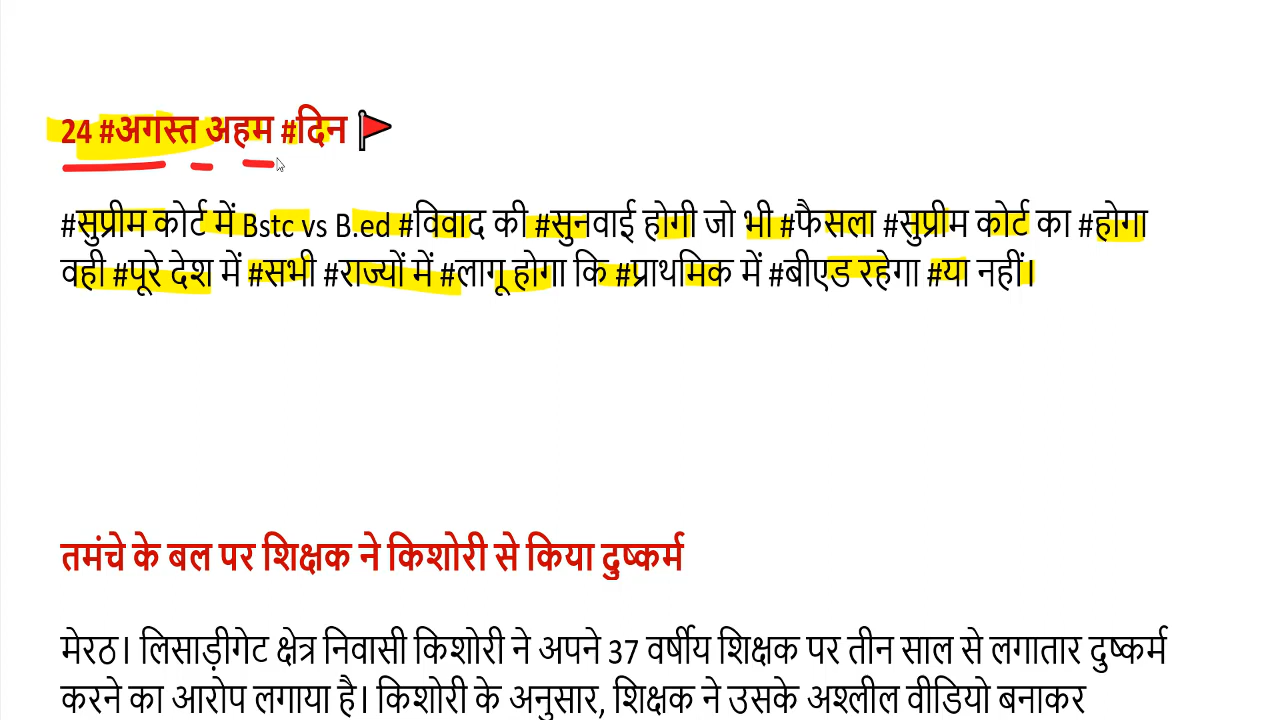 24 #अगस्त अहम #दिन 🚩
#सुप्रीम कोर्ट में Bstc vs B.ed #विवाद की #सुनवाई होगी जो भी #फैसला #सुप्रीम कोर्ट का #होगा
वही #पूरे देश में #सभी #राज्यों में #लागू होगा कि #प्राथमिक में #बीएड रहेगा #या नहीं।
तमंचे के बल पर शिक्षक ने किशोरी से किया दुष्कर्म
मेरठ। लिसाड़ीगेट क्षेत्र निवासी किशोरी ने अपने 37 वर्षीय शिक्षक पर तीन साल से लगातार दुष्कर्म
करने का आरोप लगाया है। किशोरी के अनुसार, शिक्षक ने उसके अश्लील वीडियो बनाकर